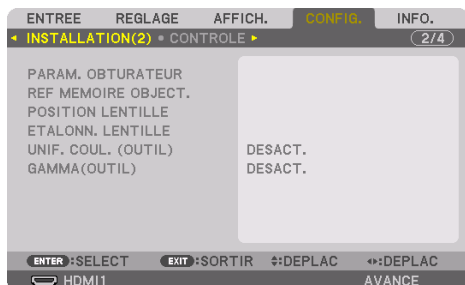 ENTREE REGLAGE AFFICH. CONFIG. INFO.
◂ INSTALLATION(2) • CONTROLE ▸ 2/4
PARAM. OBTURATEUR
REF MEMOIRE OBJECT.
POSITION LENTILLE
ETALONN. LENTILLE
UNIF. COUL. (OUTIL) DESACT.
GAMMA(OUTIL) DESACT.
ENTER :SELECT EXIT :SORTIR ♦:DEPLAC ◂▸:DEPLAC
HDMI1 AVANCE